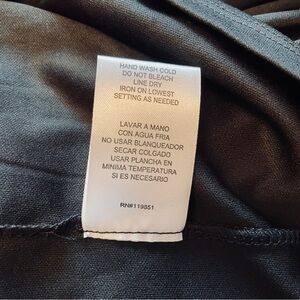 HAND WASH COLD
DO NOT BLEACH
LINE DRY
IRON ON LOWEST
SETTING AS NEEDED
LAVAR A MANO
CON AGUA FRIA
NO USAR BLANQUEADOR
SECAR COLGADO
USAR PLANCHA EN
MINIMA TEMPERATURA
SI ES NECESARIO
RN#119851